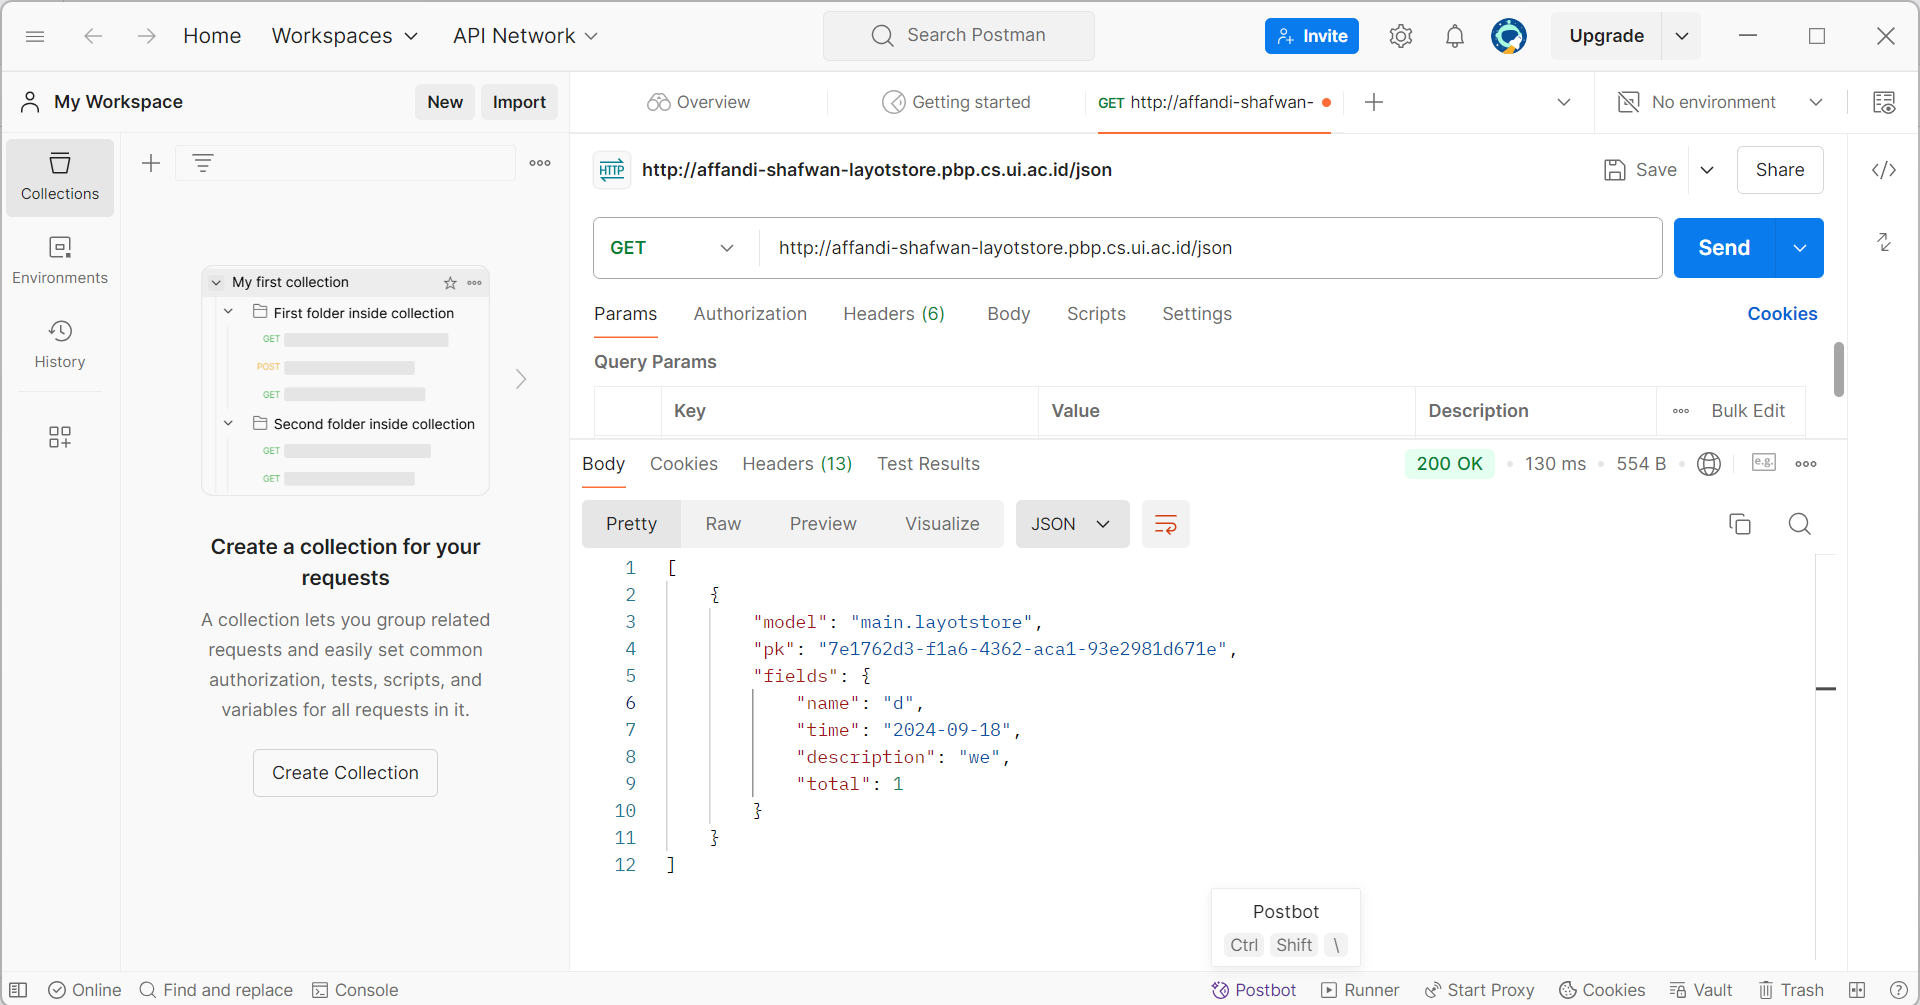 Home Workspaces API Network Search Postman Invite Upgrade
My Workspace New Import
Overview Getting started GET http://affandi-shafwan- No environment
Collections
Environments
History
My first collection
First folder inside collection
GET
POST
GET
Second folder inside collection
GET
GET
Create a collection for your
requests
A collection lets you group related
requests and easily set common
authorization, tests, scripts, and
variables for all requests in it.
Create Collection
HTTP http://affandi-shafwan-layotstore.pbp.cs.ui.ac.id/json Save Share
GET http://affandi-shafwan-layotstore.pbp.cs.ui.ac.id/json Send
Params Authorization Headers (6) Body Scripts Settings Cookies
Query Params
Key Value Description Bulk Edit
Body Cookies Headers (13) Test Results 200 OK 130 ms 554 B e.g.
Pretty Raw Preview Visualize JSON
1 [
2 {
3 "model": "main.layotstore",
4 "pk": "7e1762d3-f1a6-4362-aca1-93e2981d671e",
5 "fields": {
6 "name": "d",
7 "time": "2024-09-18",
8 "description": "we",
9 "total": 1
10 }
11 }
12 ]
Postbot
Ctrl Shift \
Online Find and replace Console Postbot Runner Start Proxy Cookies Vault Trash